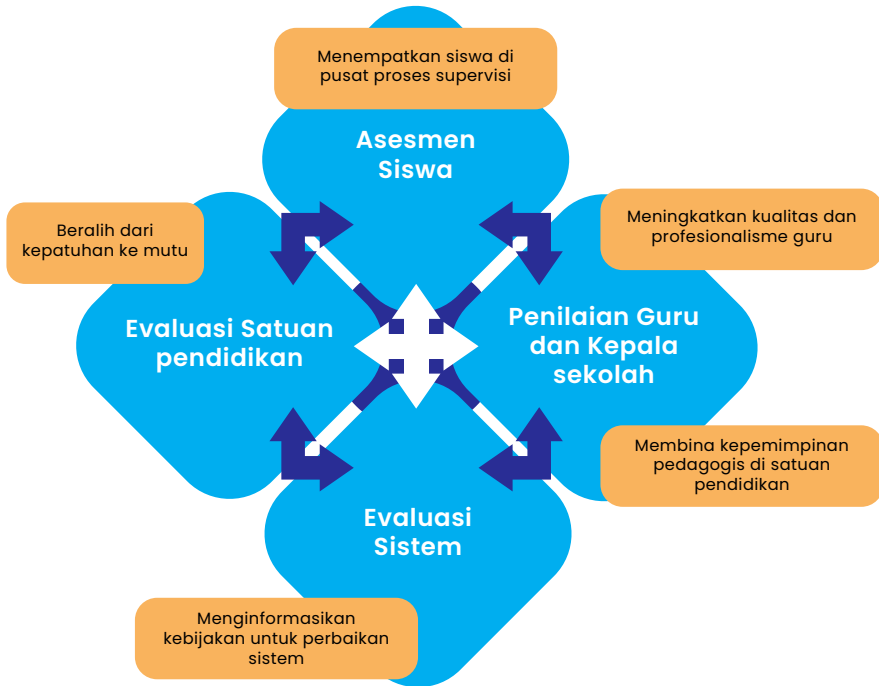 Menempatkan siswa di
pusat proses supervisi
Asesmen
Siswa
Beralih dari
kepatuhan ke mutu
Meningkatkan kualitas dan
profesionalisme guru
Evaluasi Satuan
pendidikan
Penilaian Guru
dan Kepala
sekolah
Membina kepemimpinan
pedagogis di satuan
pendidikan
Evaluasi
Sistem
Menginformasikan
kebijakan untuk perbaikan
sistem